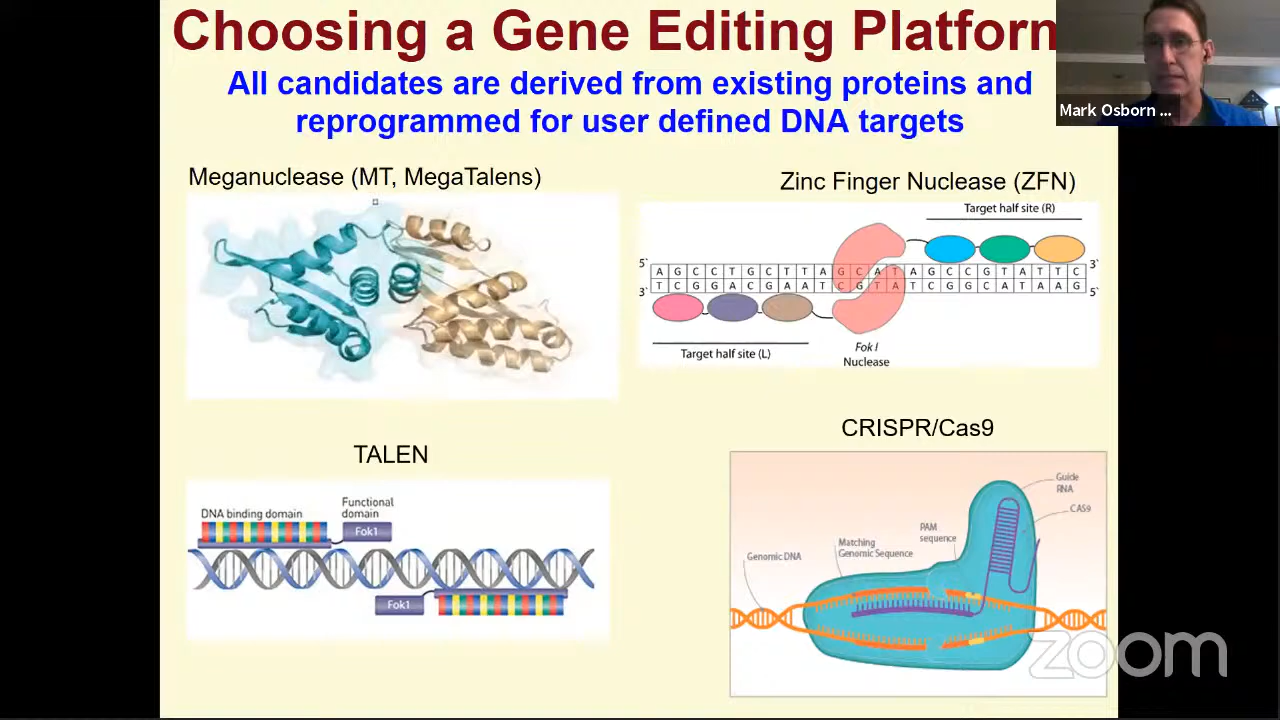 Choosing a Gene Editing Platform
All candidates are derived from existing proteins and
reprogrammed for user defined DNA targets
Mark Osborn ...
Meganuclease (MT, MegaTalens)
Zinc Finger Nuclease (ZFN)
Target half site (R)
5` A G C C T G C T T A G C A T A G C C G T A T T C 3`
3` T C G G A C G A A T C G T A T C G G C A T A A G 5`
Target half site (L)
Fok I
Nuclease
TALEN
DNA binding domain
Functional
domain
Fok1
Fok1
CRISPR/Cas9
Guide
RNA
CAS9
PAM
sequence
Matching
Genomic Sequence
Genomic DNA
zoom